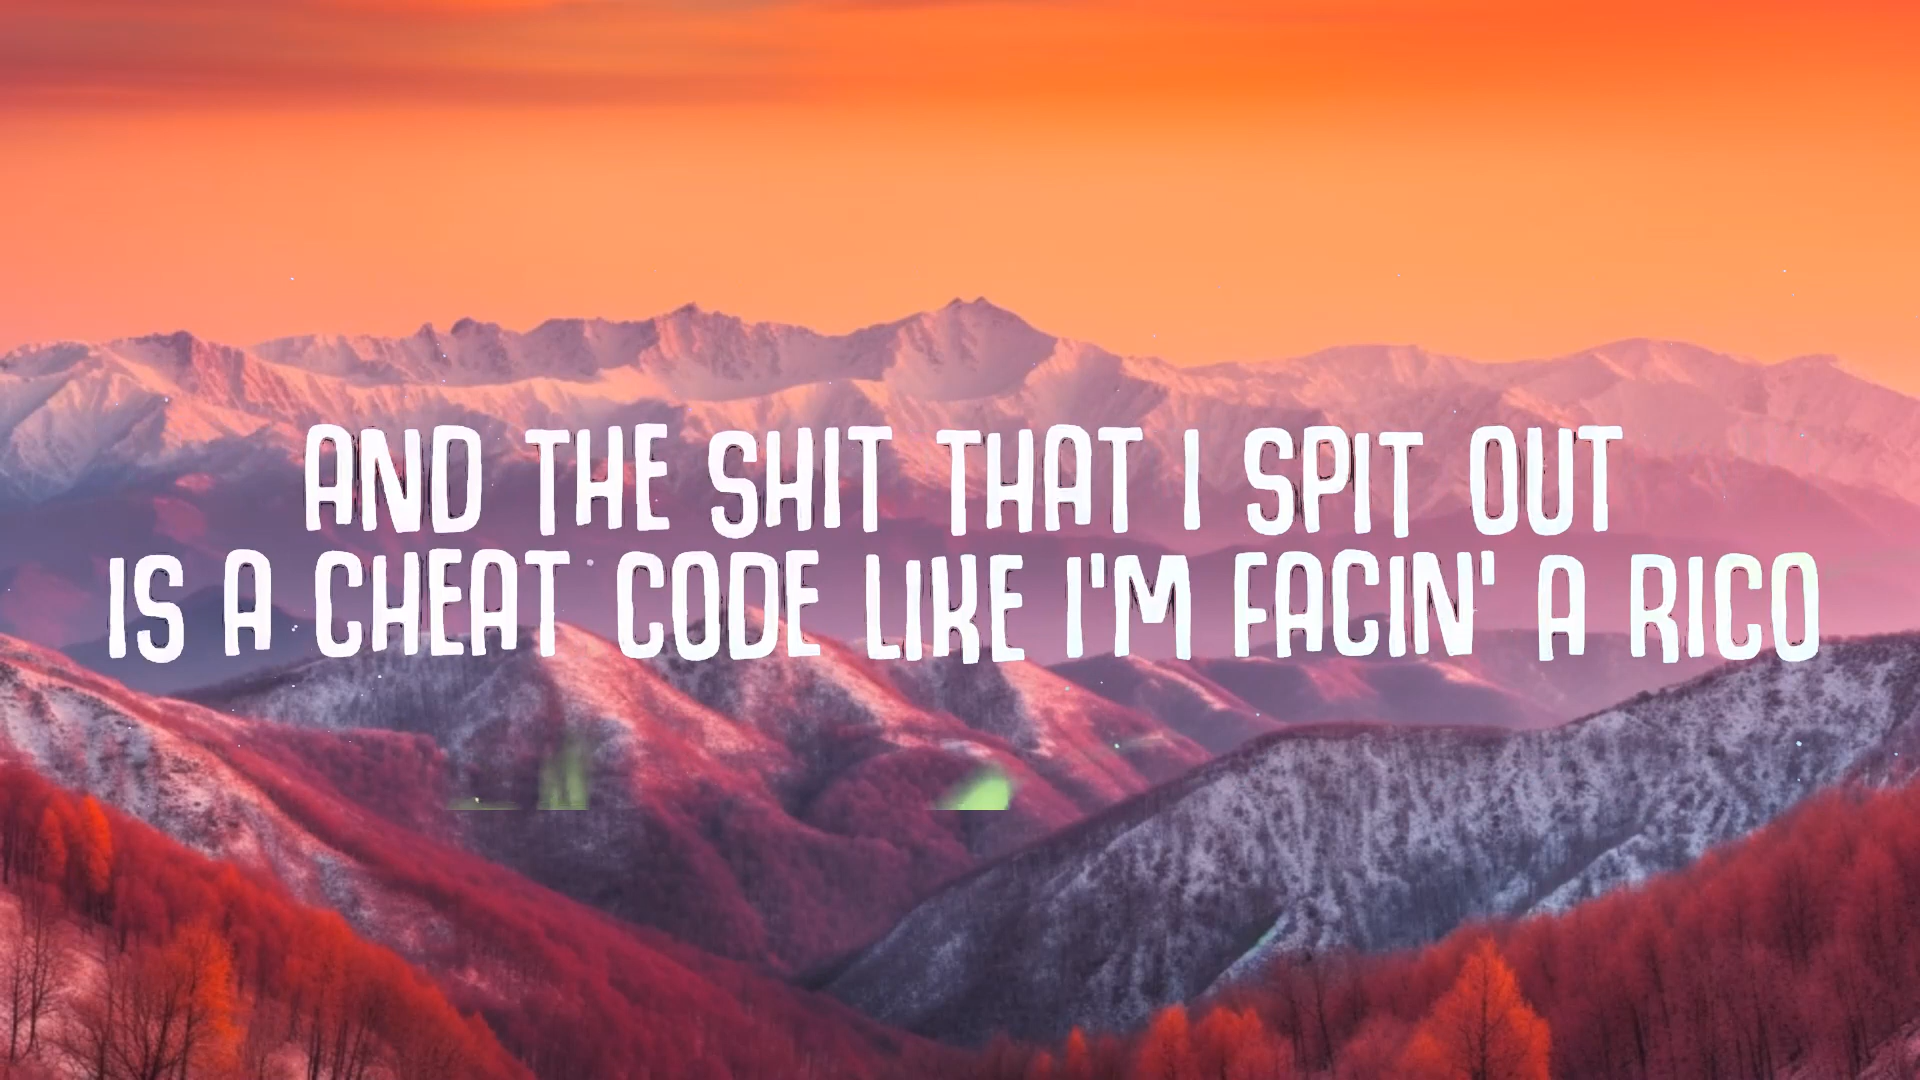 AND THE SHIT THAT I SPIT OUT
IS A CHEAT CODE LIKE I'M FACIN' A RICO